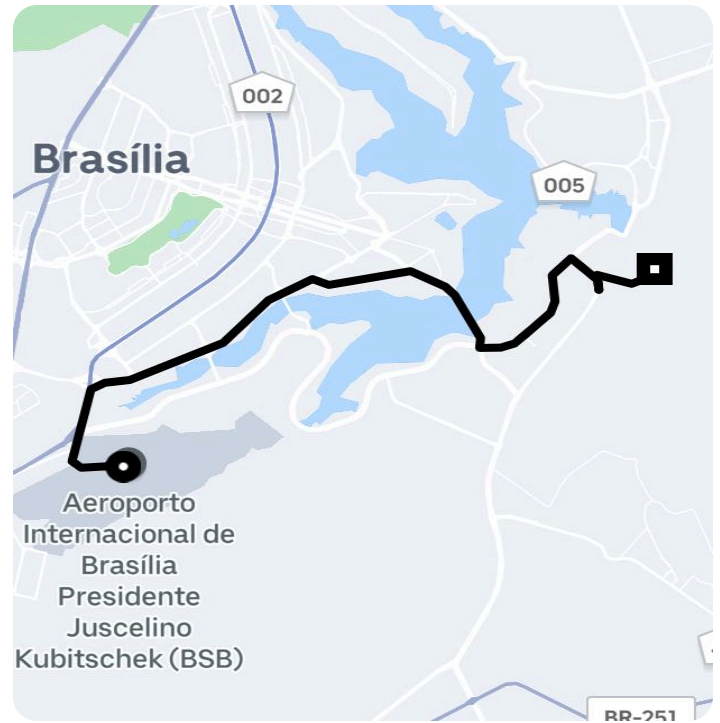 002
Brasília
005
Aeroporto
Internacional de
Brasília
Presidente
Juscelino
Kubitschek (BSB)
BR-251